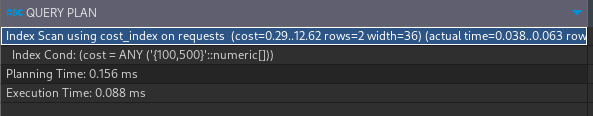 ABC QUERY PLAN
Index Scan using cost_index on requests (cost=0.29..12.62 rows=2 width=36) (actual time=0.038..0.063 row
Index Cond: (cost = ANY ('{100,500}'::numeric[]))
Planning Time: 0.156 ms
Execution Time: 0.088 ms